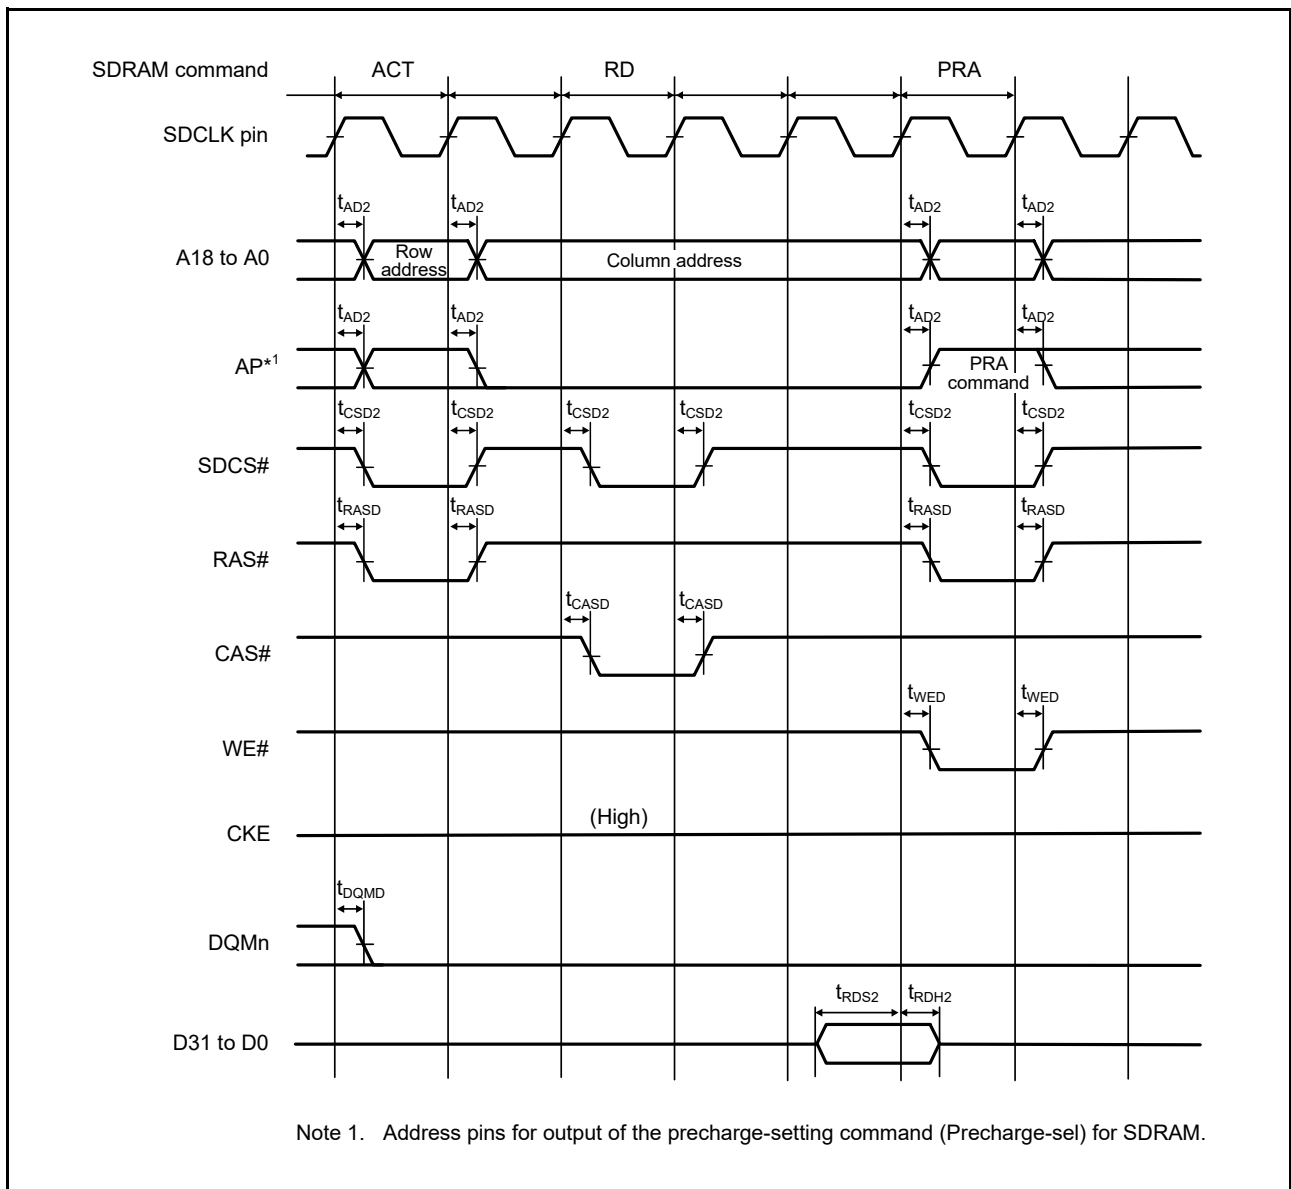 SDRAM command ACT RD PRA
SDCLK pin
tAD2 tAD2 tAD2 tAD2
A18 to A0 Row address Column address
tAD2 tAD2 tAD2 tAD2
AP*1 PRA command
tCSD2 tCSD2 tCSD2 tCSD2 tCSD2 tCSD2
SDCS#
tRASD tRASD tRASD tRASD
RAS#
tCASD tCASD
CAS#
tWED tWED
WE#
(High)
CKE
tDQMD
DQMn
tRDS2 tRDH2
D31 to D0
Note 1. Address pins for output of the precharge-setting command (Precharge-sel) for SDRAM.